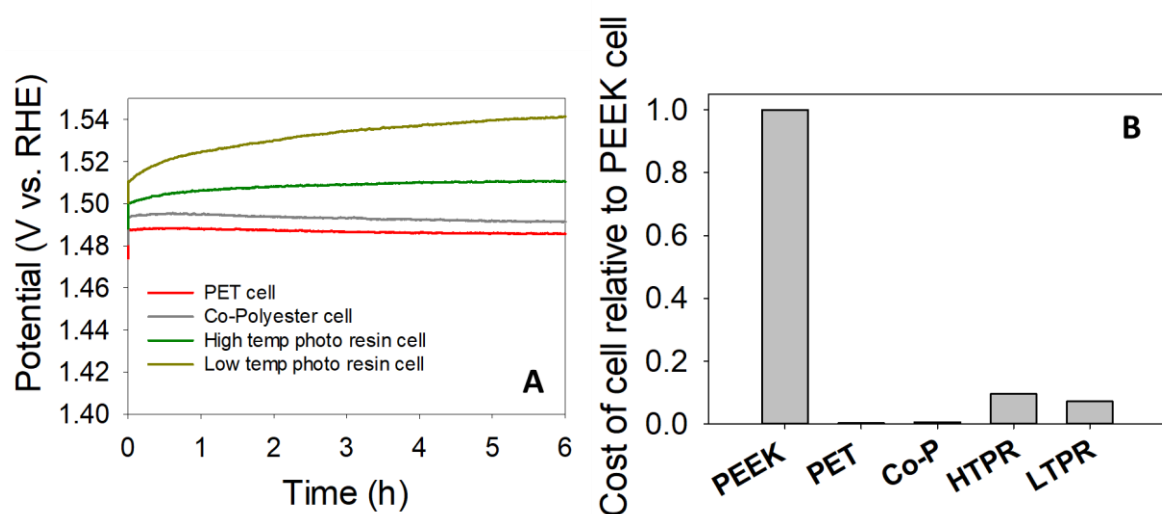 Potential (V vs. RHE)
1.54
1.52
1.50
1.48
1.46
1.44
1.42
1.40
PET cell
Co-Polyester cell
High temp photo resin cell
Low temp photo resin cell
A
0 1 2 3 4 5 6
Time (h)
Cost of cell relative to PEEK cell
1.0
0.8
0.6
0.4
0.2
0.0
B
PEEK PET Co-P HTPR LTPR